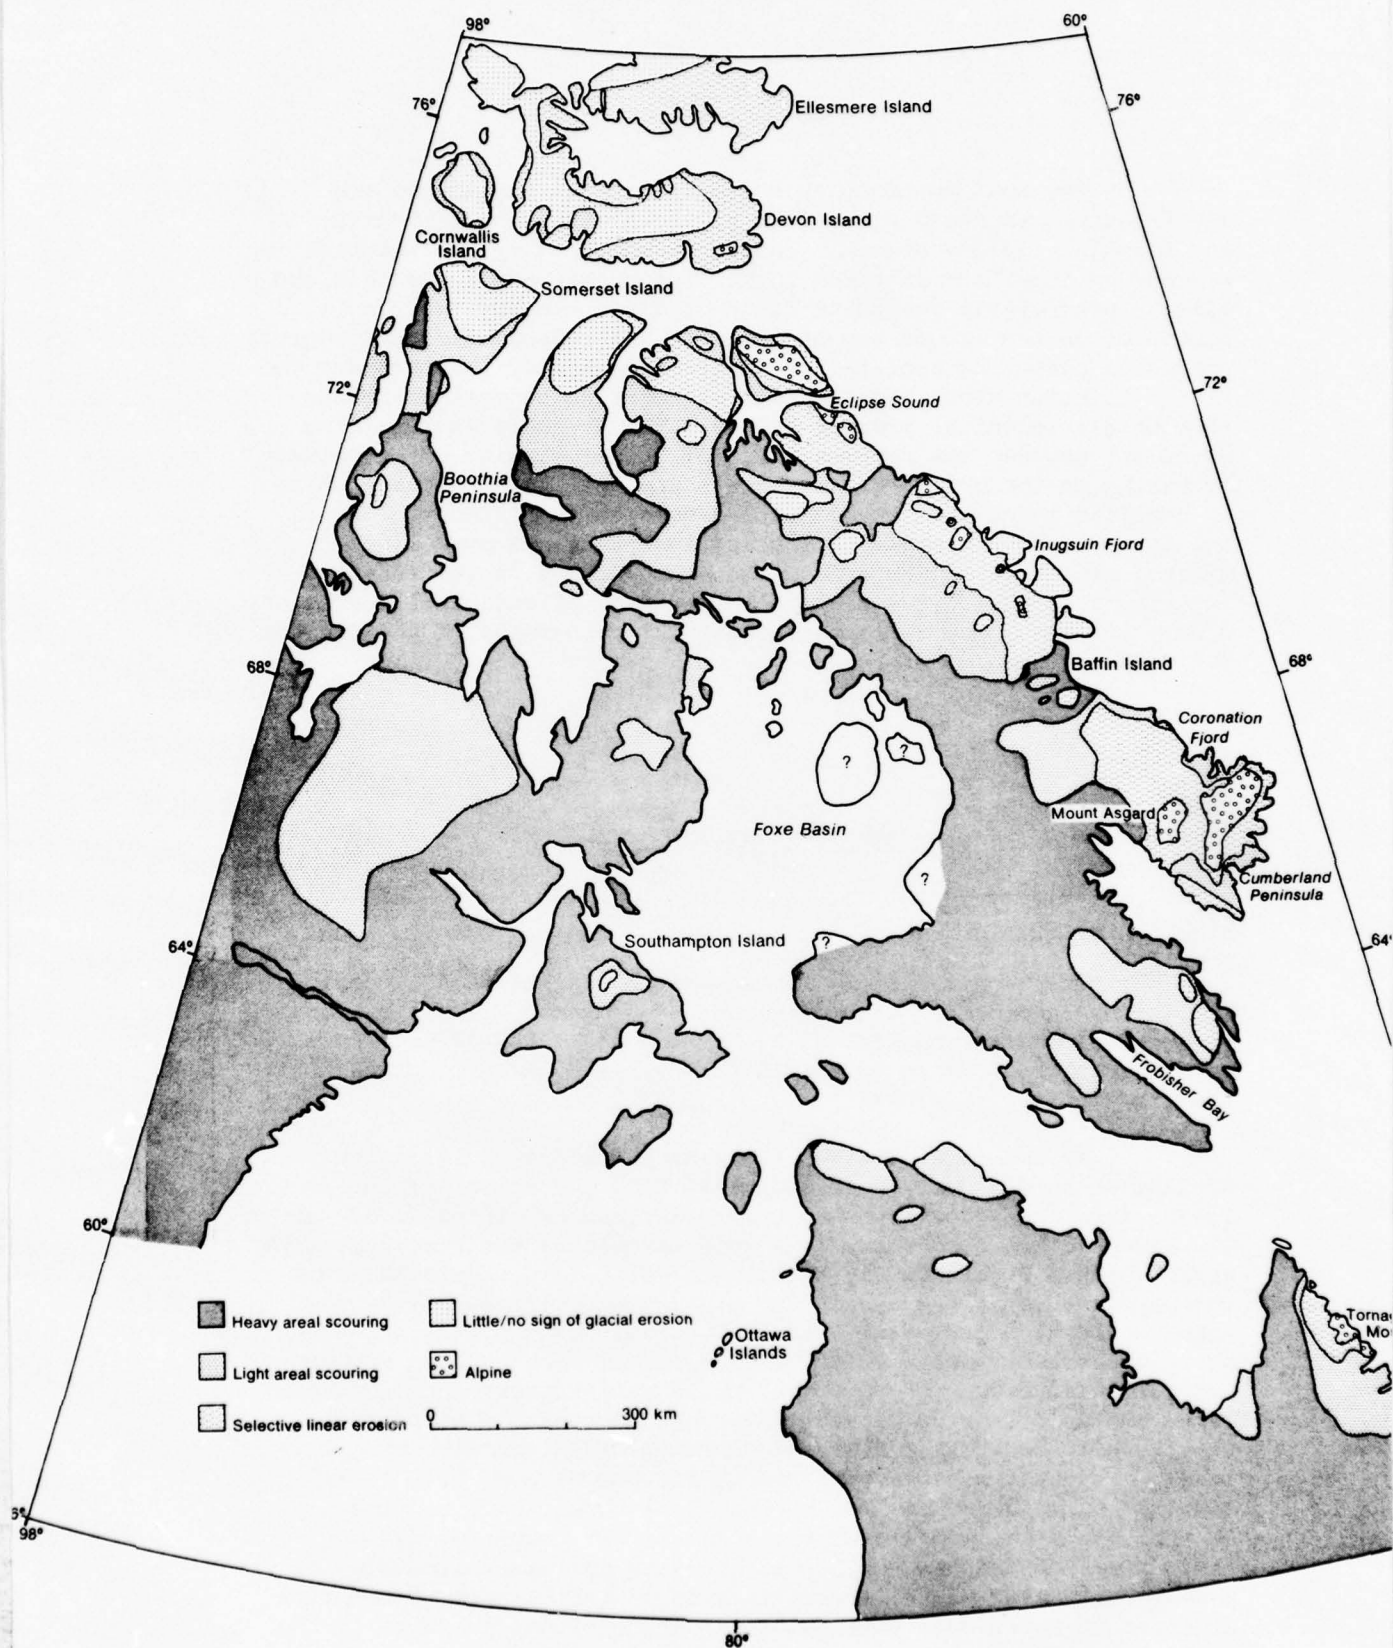 98°
60°
76°
76°
Ellesmere Island
Devon Island
Cornwallis
Island
Somerset Island
72°
72°
Eclipse Sound
Boothia
Peninsula
Inugsuin Fjord
68°
68°
Baffin Island
Coronation
Fjord
?
?
Mount Asgard
Foxe Basin
?
Cumberland
Peninsula
64°
64°
Southampton Island
?
Frobisher Bay
60°
Heavy areal scouring
Little/no sign of glacial erosion
Light areal scouring
Alpine
Selective linear erosion
0
300 km
Ottawa
Islands
98°
80°